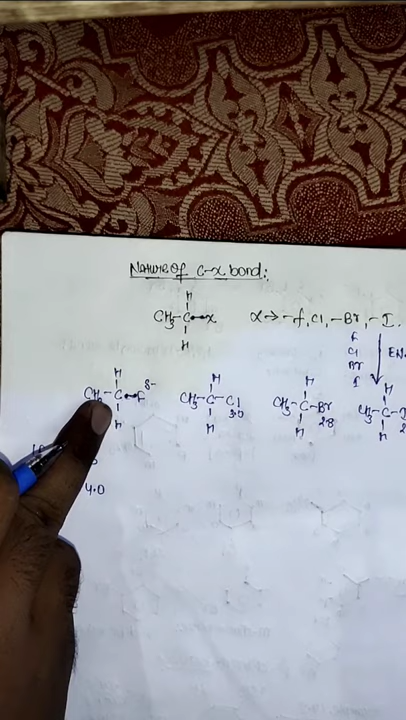 Nature of C-X bond:
H
CH3-C-X
H
X→ -F, Cl, -Br, -I.
F
Cl
Br
I
EN
H
δ-
CH3-C-F
H
4.0
H
CH3-C-Cl
3.0
H
H
CH3-C-Br
2.8
H
H
CH3-C-
H